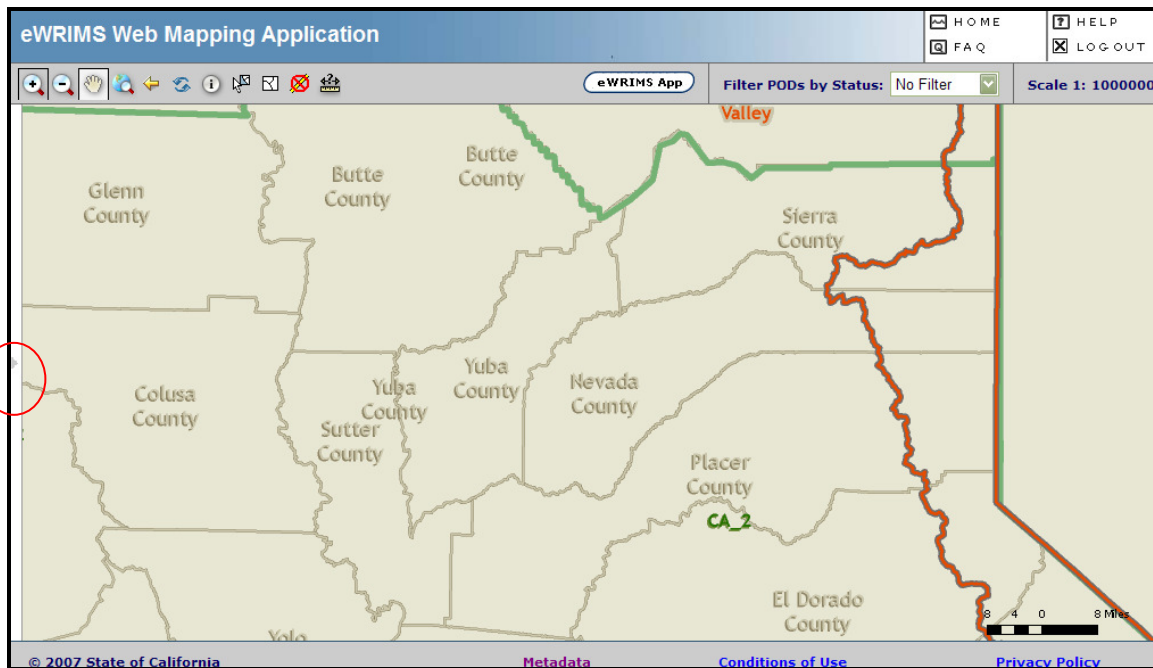 eWRIMS Web Mapping Application
HOME
HELP
FAQ
LOGOUT
eWRIMS App
Filter PODs by Status:
No Filter
Scale 1: 1000000
Valley
Butte
County
Butte
County
Glenn
County
Sierra
County
Yuba
County
Nevada
County
Yuba
County
Colusa
County
Sutter
County
Placer
County
CA_2
El Dorado
County
8 4 0 8 Miles
Yolo
© 2007 State of California
Metadata
Conditions of Use
Privacy Policy